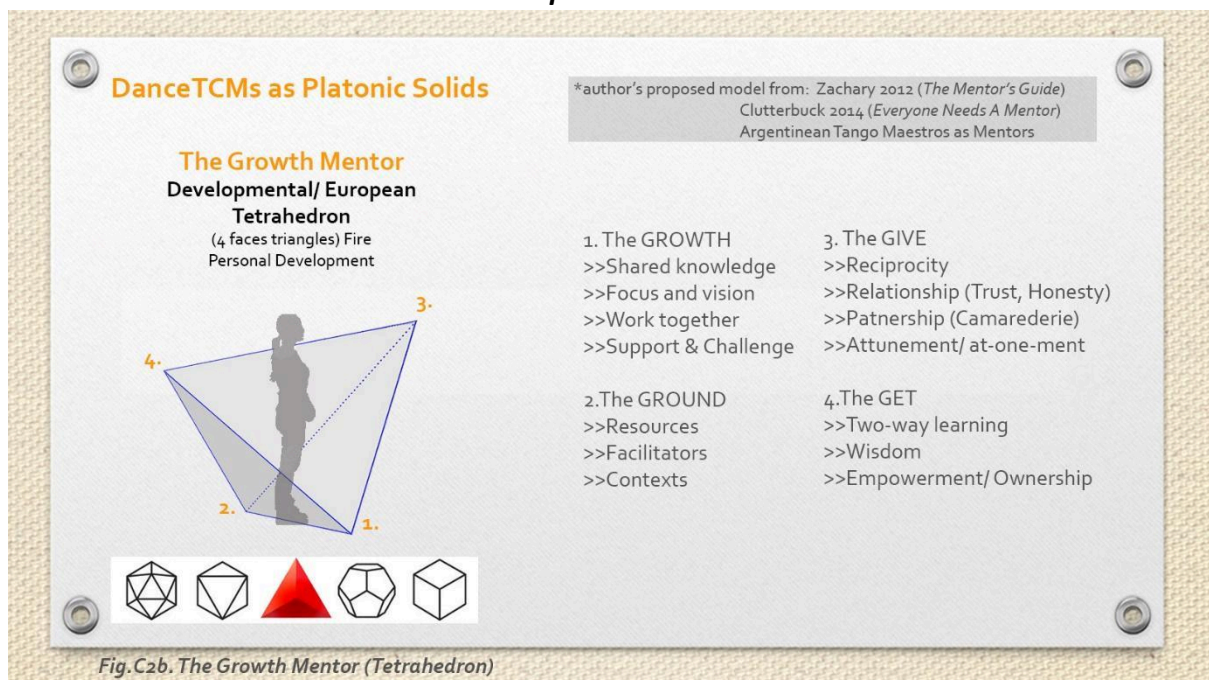 DanceTCMs as Platonic Solids
*author's proposed model from: Zachary 2012 (The Mentor's Guide)
Clutterbuck 2014 (Everyone Needs A Mentor)
Argentinean Tango Maestros as Mentors
The Growth Mentor
Developmental/ European
Tetrahedron
(4 faces triangles) Fire
Personal Development
3.
4.
2.
1.
1. The GROWTH
>>Shared knowledge
>>Focus and vision
>>Work together
>>Support & Challenge
2.The GROUND
>>Resources
>>Facilitators
>>Contexts
3. The GIVE
>>Reciprocity
>>Relationship (Trust, Honesty)
>>Patnership (Camarederie)
>>Attunement/ at-one-ment
4.The GET
>>Two-way learning
>>Wisdom
>>Empowerment/ Ownership
Fig.C2b. The Growth Mentor (Tetrahedron)